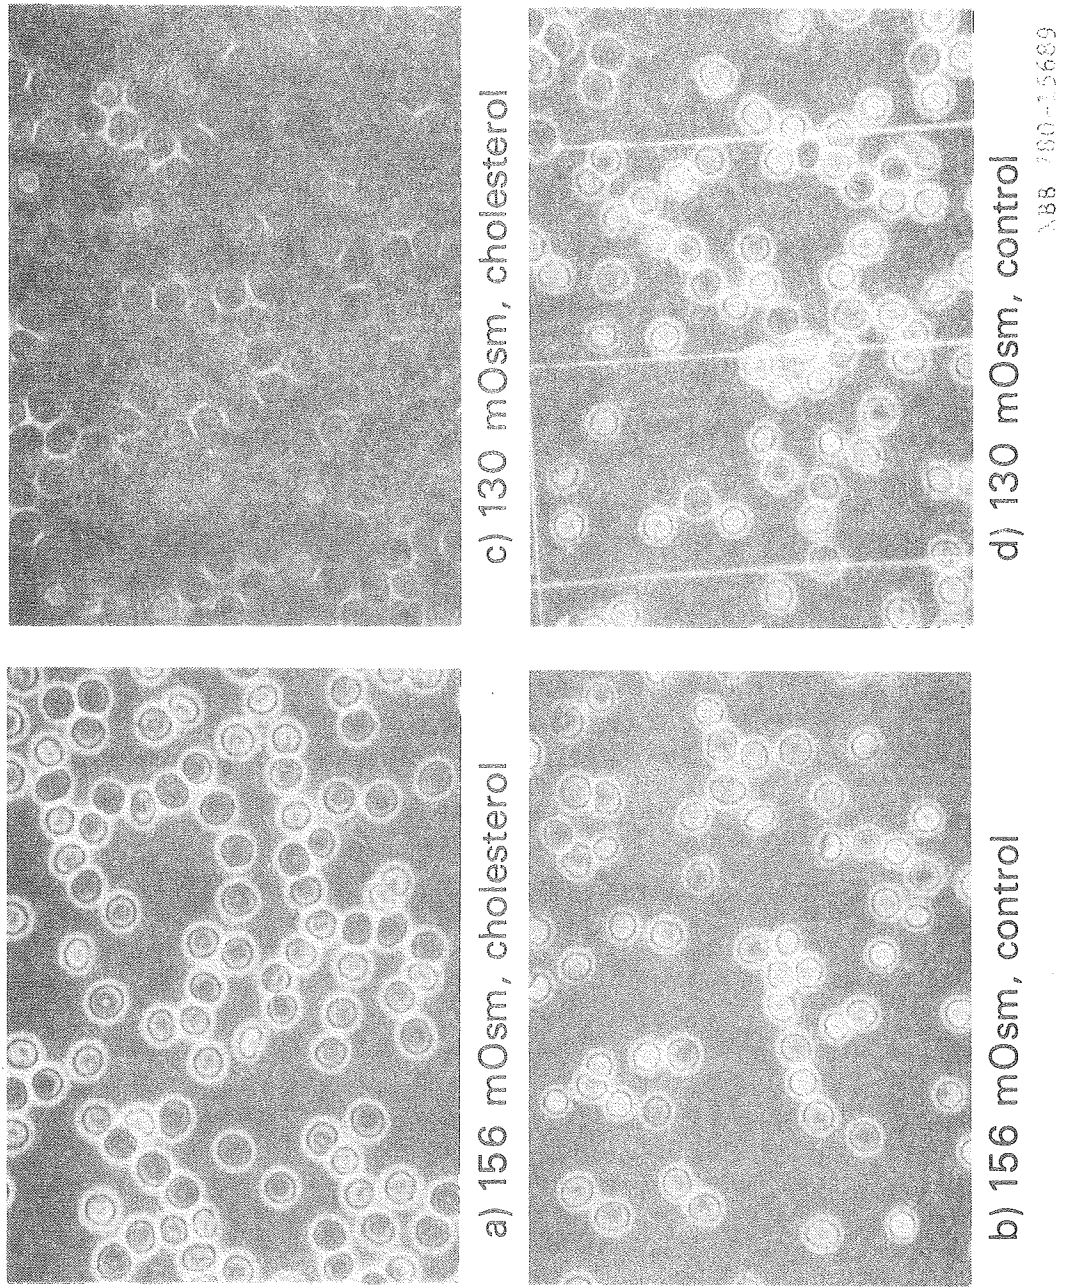 a) 156 mOsm, cholesterol
c) 130 mOsm, cholesterol
b) 156 mOsm, control
d) 130 mOsm, control